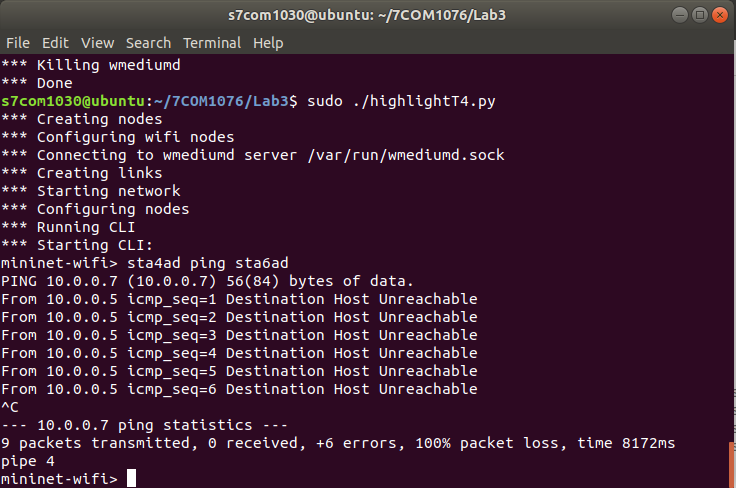 s7com1030@ubuntu: ~/7COM1076/Lab3
File Edit View Search Terminal Help
*** Killing wmediumd
*** Done
s7com1030@ubuntu:~/7COM1076/Lab3$ sudo ./highlightT4.py
*** Creating nodes
*** Configuring wifi nodes
*** Connecting to wmediumd server /var/run/wmediumd.sock
*** Creating links
*** Starting network
*** Configuring nodes
*** Running CLI
*** Starting CLI:
mininet-wifi> sta4ad ping sta6ad
PING 10.0.0.7 (10.0.0.7) 56(84) bytes of data.
From 10.0.0.5 icmp_seq=1 Destination Host Unreachable
From 10.0.0.5 icmp_seq=2 Destination Host Unreachable
From 10.0.0.5 icmp_seq=3 Destination Host Unreachable
From 10.0.0.5 icmp_seq=4 Destination Host Unreachable
From 10.0.0.5 icmp_seq=5 Destination Host Unreachable
From 10.0.0.5 icmp_seq=6 Destination Host Unreachable
^C
--- 10.0.0.7 ping statistics ---
9 packets transmitted, 0 received, +6 errors, 100% packet loss, time 8172ms
pipe 4
mininet-wifi>